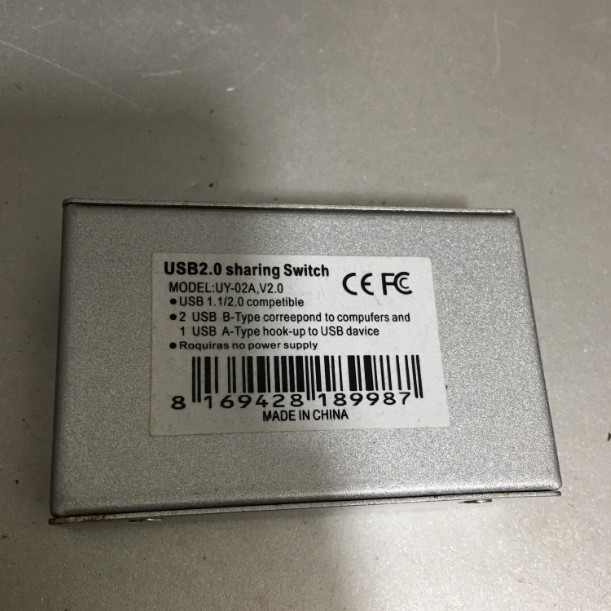 USB2.0 sharing Switch
MODEL:UY-02A,V2.0
CE FC
●USB 1.1/2.0 competible
●2 USB B-Type correepond to compufers and
1 USB A-Type hook-up to USB davice
●Roquiras no power supply
8 169428 189987
MADE IN CHINA